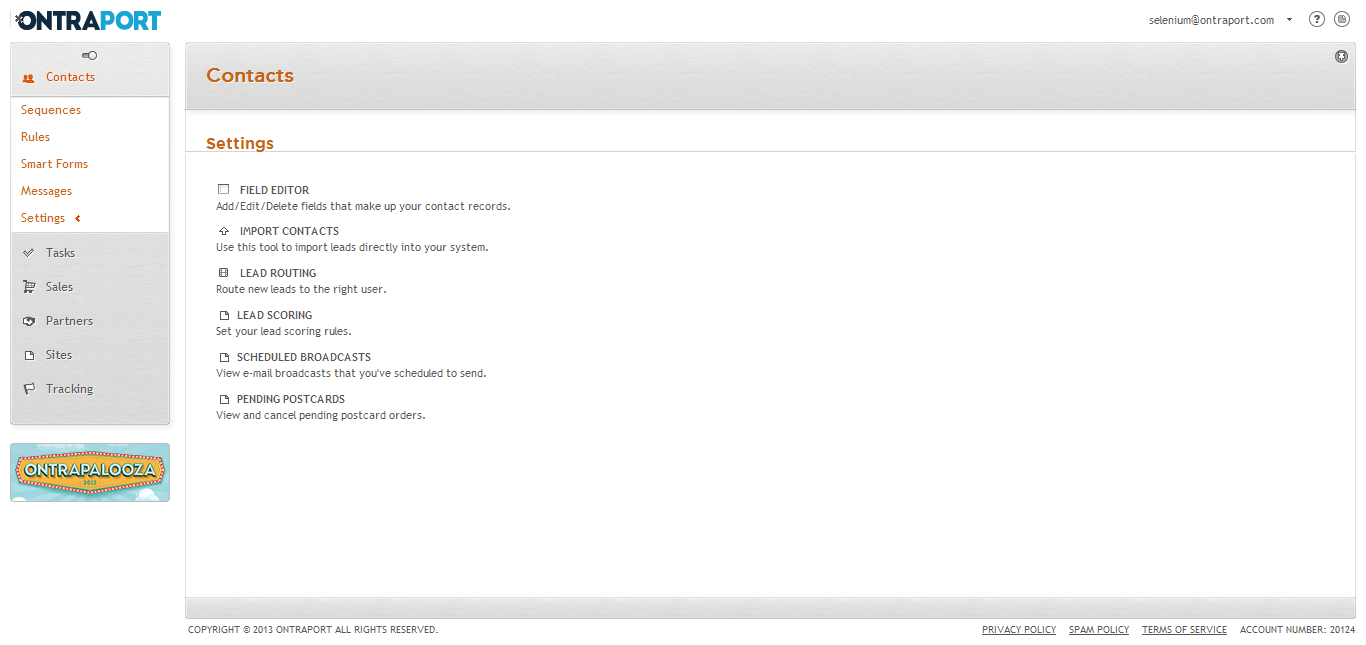 ONTRAPORT
selenium@ontraport.com
?
Contacts
Sequences
Rules
Smart Forms
Messages
Settings
Tasks
Sales
Partners
Sites
Tracking
ONTRAPALOOZA
2013
Contacts
Settings
FIELD EDITOR
Add/Edit/Delete fields that make up your contact records.
IMPORT CONTACTS
Use this tool to import leads directly into your system.
LEAD ROUTING
Route new leads to the right user.
LEAD SCORING
Set your lead scoring rules.
SCHEDULED BROADCASTS
View e-mail broadcasts that you've scheduled to send.
PENDING POSTCARDS
View and cancel pending postcard orders.
COPYRIGHT © 2013 ONTRAPORT ALL RIGHTS RESERVED.
PRIVACY POLICY SPAM POLICY TERMS OF SERVICE ACCOUNT NUMBER: 20124